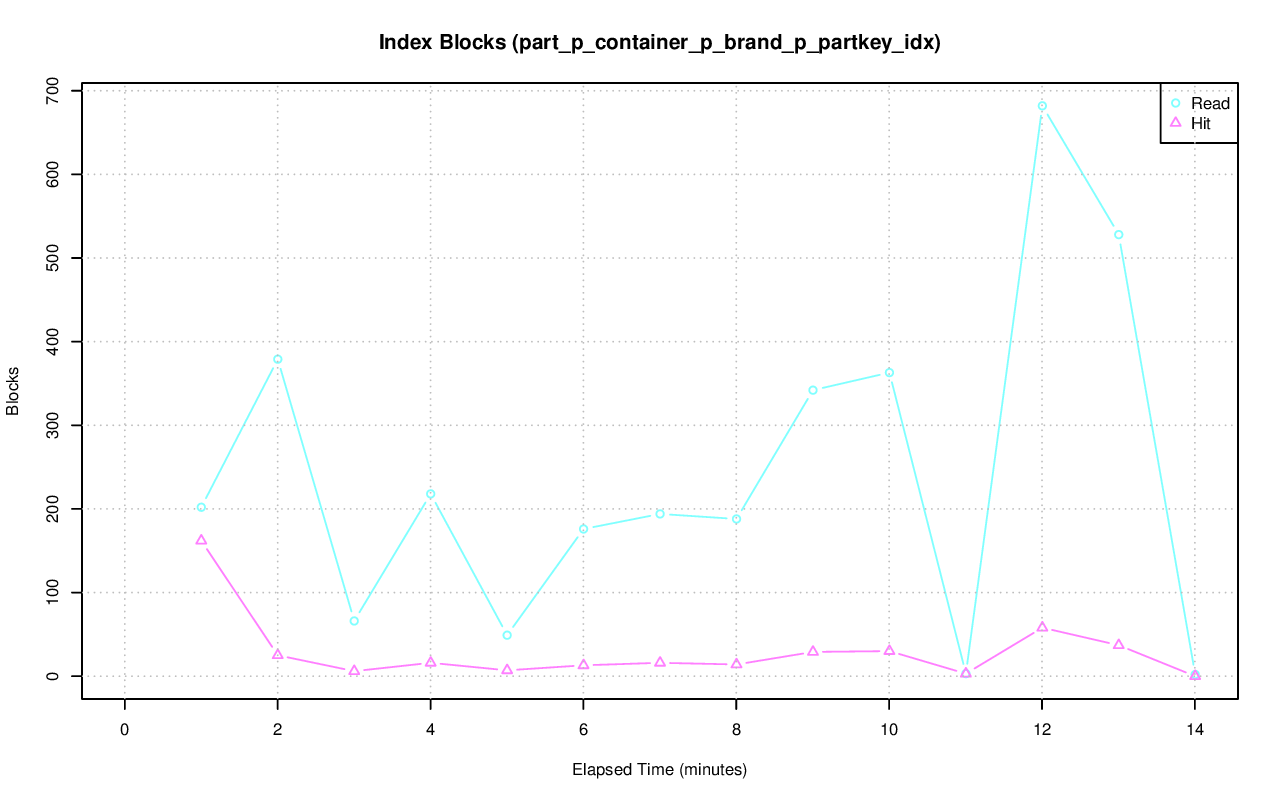 Index Blocks (part_p_container_p_brand_p_partkey_idx)
Read
Hit
700
600
500
400
300
200
100
0
Blocks
0 2 4 6 8 10 12 14
Elapsed Time (minutes)